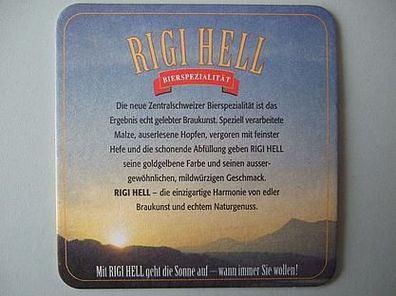 RIGI HELL
BIERSPEZIALITÄT
Die neue Zentralschweizer Bierspezialität ist das
Ergebnis echt gelebter Braukunst. Speziell verarbeitete
Malze, auserlesene Hopfen, vergoren mit feinster
Hefe und die schonende Abfüllung geben RIGI HELL
seine goldgelbene Farbe und seinen ausser-
gewöhnlichen, mildwürzigen Geschmack.
RIGI HELL – die einzigartige Harmonie von edler
Braukunst und echtem Naturgenuss.
Mit RIGI HELL geht die Sonne auf – wann immer Sie wollen!